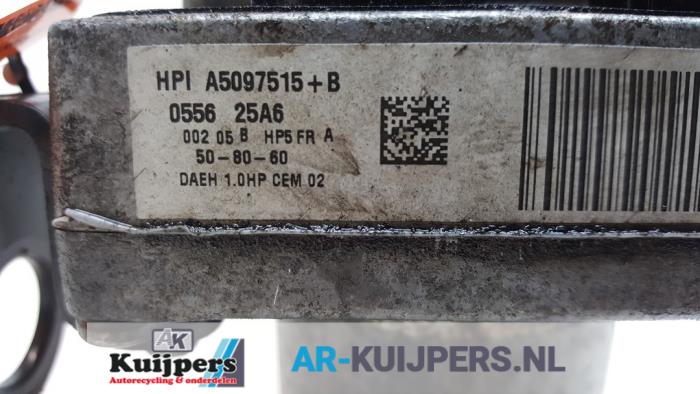 HPI A5097515+B
0556 25A6
002 05 B HP5 FR A
50-80-60
DAEH 1.0HP CEM 02
AK
Kuijpers
Autorecycling & onderdelen
AR-KUIJPERS.NL